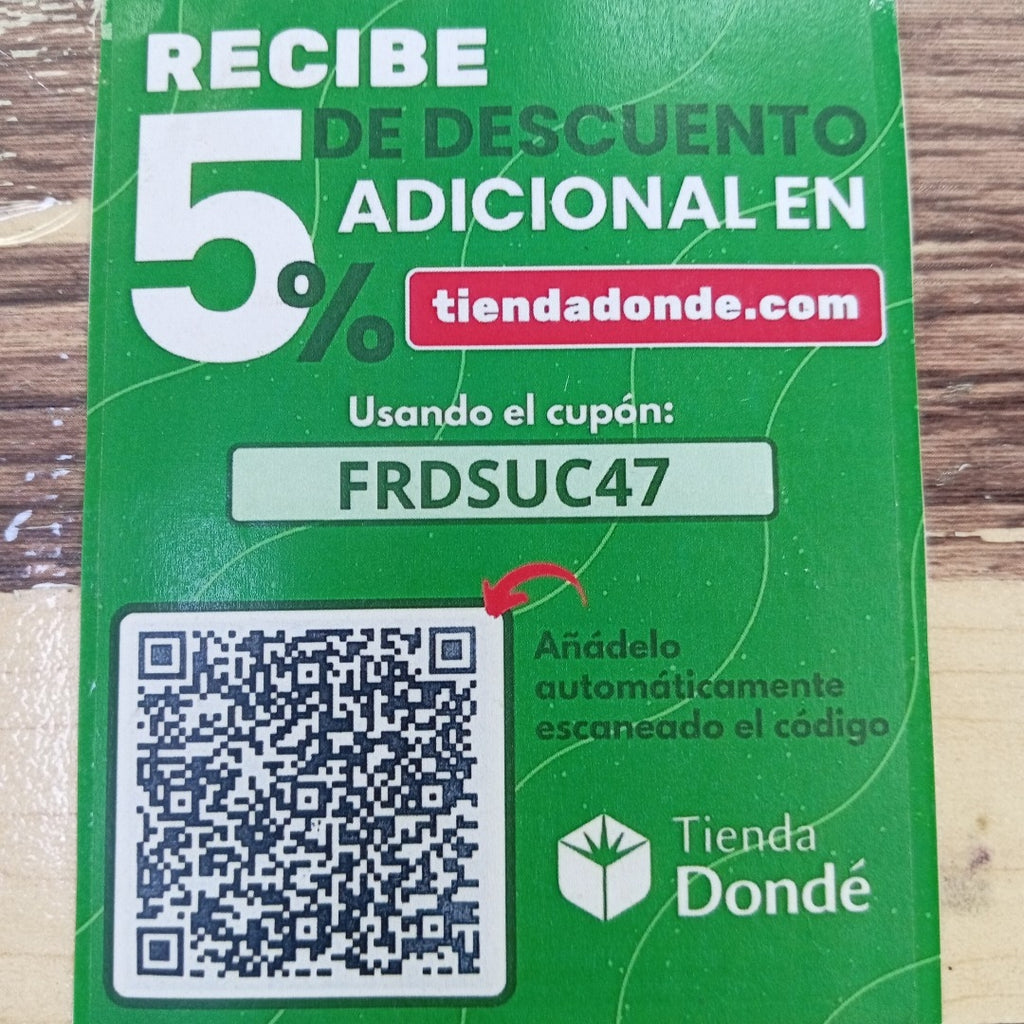 RECIBE
5% DE DESCUENTO
ADICIONAL EN
tiendadonde.com
Usando el cupón:
FRDSUC47
Añádelo
automáticamente
escaneado el código
Tienda
Dondé